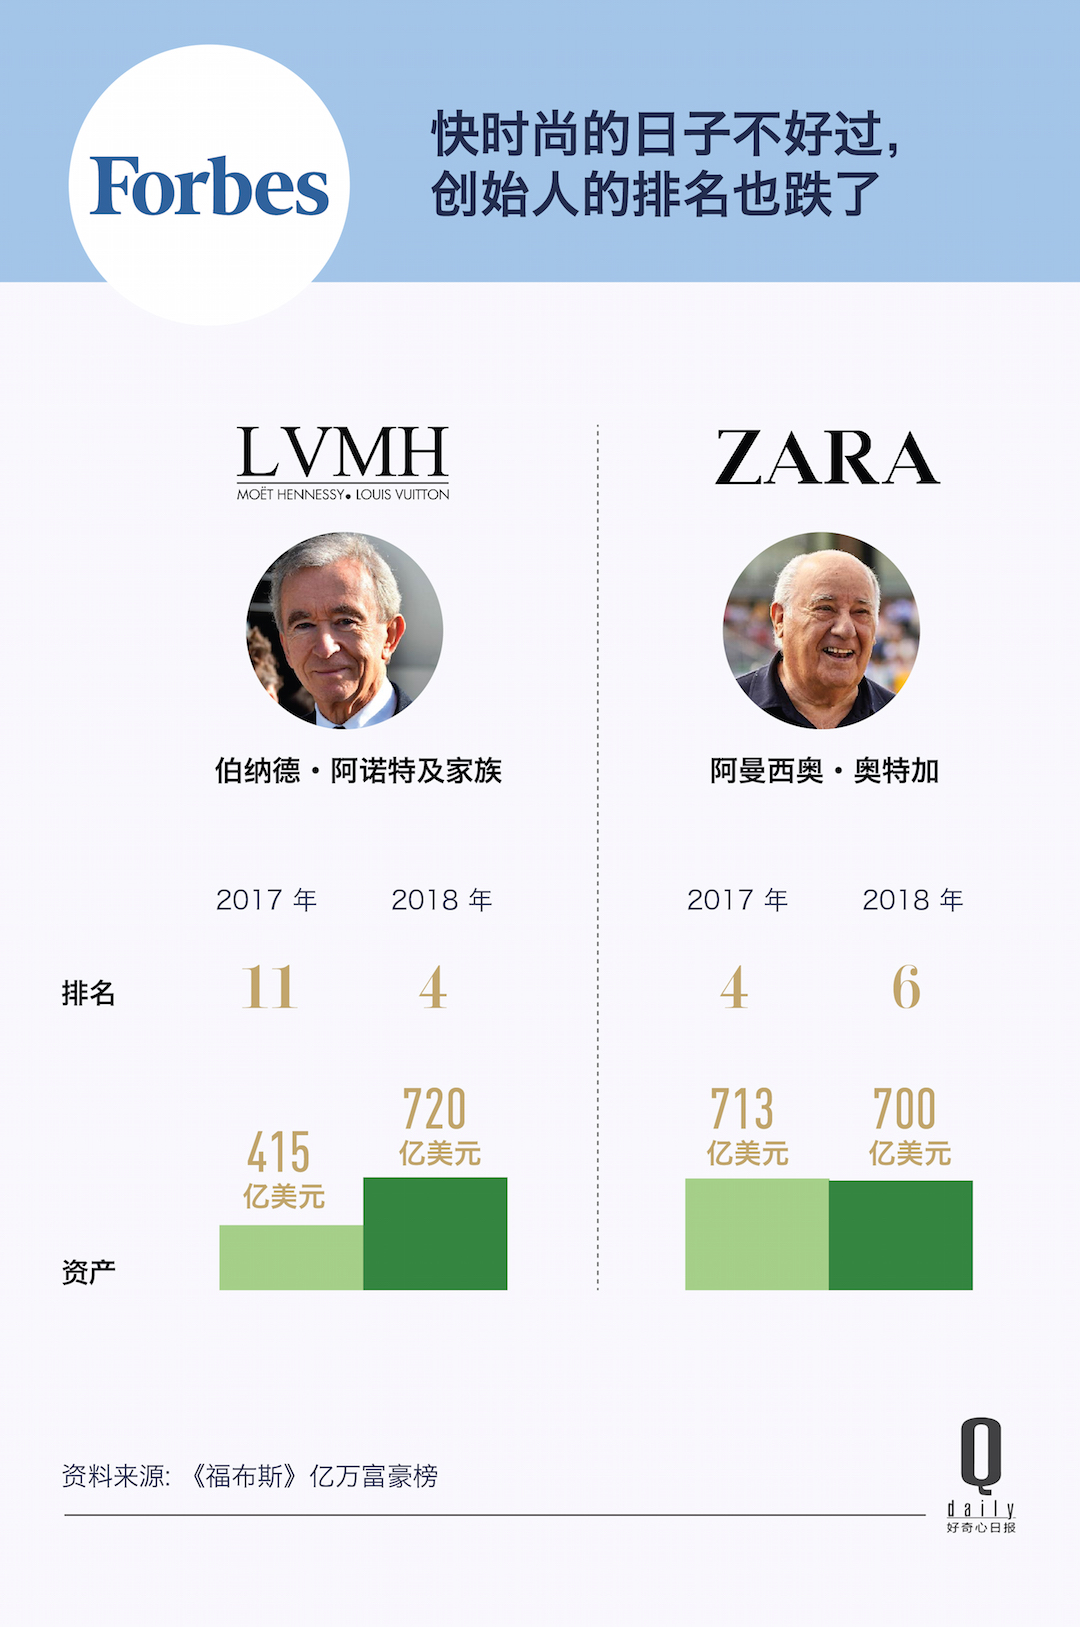 Forbes
快时尚的日子不好过,
创始人的排名也跌了
LVMH
MOËT HENNESSY• LOUIS VUITTON
ZARA
伯纳德·阿诺特及家族
阿曼西奥·奥特加
2017 年
2018 年
2017 年
2018 年
排名
11
4
4
6
415
亿美元
720
亿美元
713
亿美元
700
亿美元
资产
资料来源: 《福布斯》亿万富豪榜
Q
daily
好奇心日报